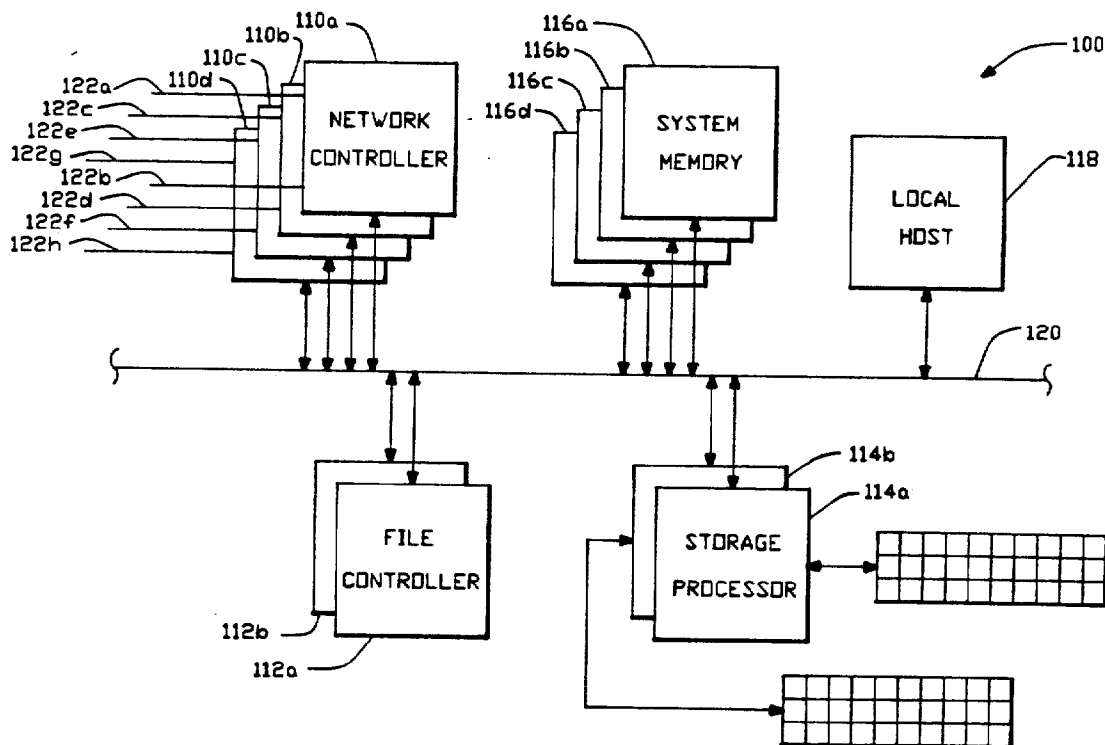 110a
110b
110c
110d
122a
122c
122e
122g
122b
122d
122f
122h
NETWORK
CONTROLLER
116a
116b
116c
116d
SYSTEM
MEMORY
100
118
LOCAL
HOST
120
FILE
CONTROLLER
112b
112a
114b
114a
STORAGE
PROCESSOR